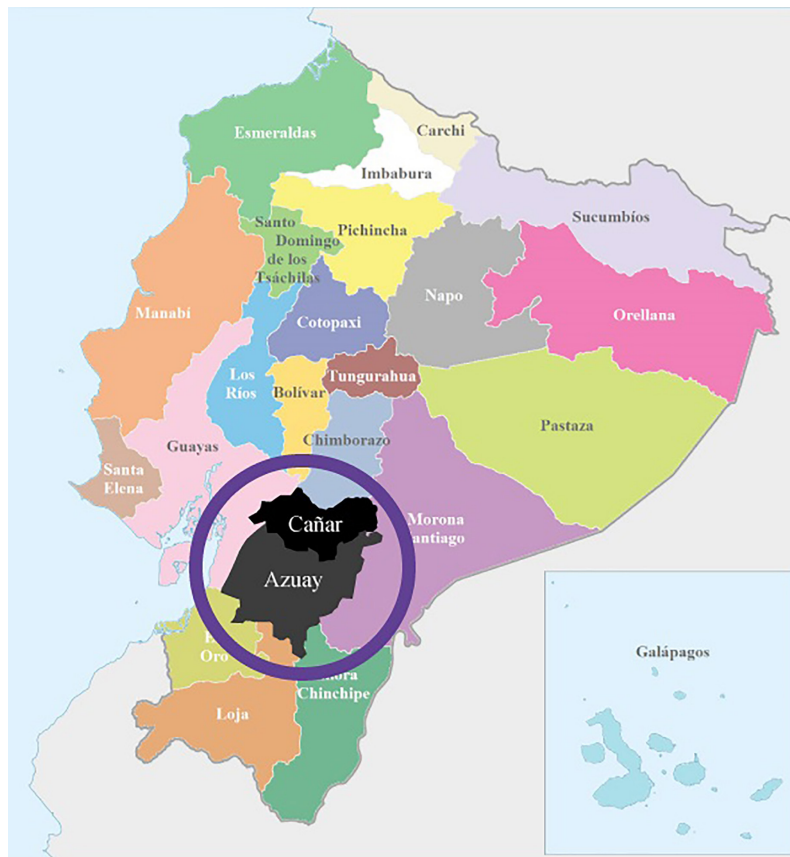 Esmeraldas
Carchi
Imbabura
Sucumbíos
Santo
Domingo
de los
Tsáchilas
Pichincha
Manabí
Cotopaxi
Napo
Orellana
Los
Ríos
Bolívar
Tungurahua
Guayas
Chimborazo
Pastaza
Santa
Elena
Cañar
Morona
antiago
Azuay
Oro
Chinchipe
Loja
Galápagos